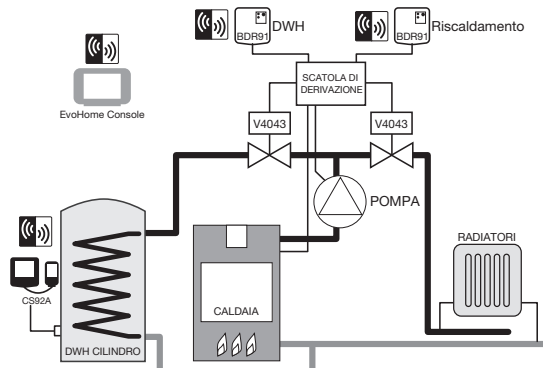 DWH
BDR91
Riscaldamento
BDR91
SCATOLA DI
DERIVAZIONE
EvoHome Console
V4043
V4043
POMPA
RADIATORI
CS92A
CALDAIA
DWH CILINDRO